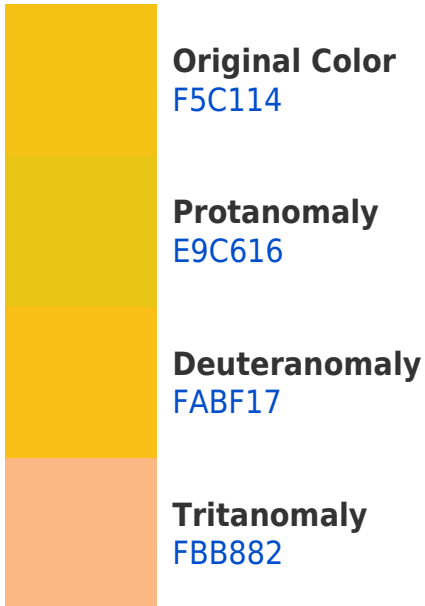 Original Color
F5C114
Protanomaly
E9C616
Deuteranomaly
FABF17
Tritanomaly
FBB882